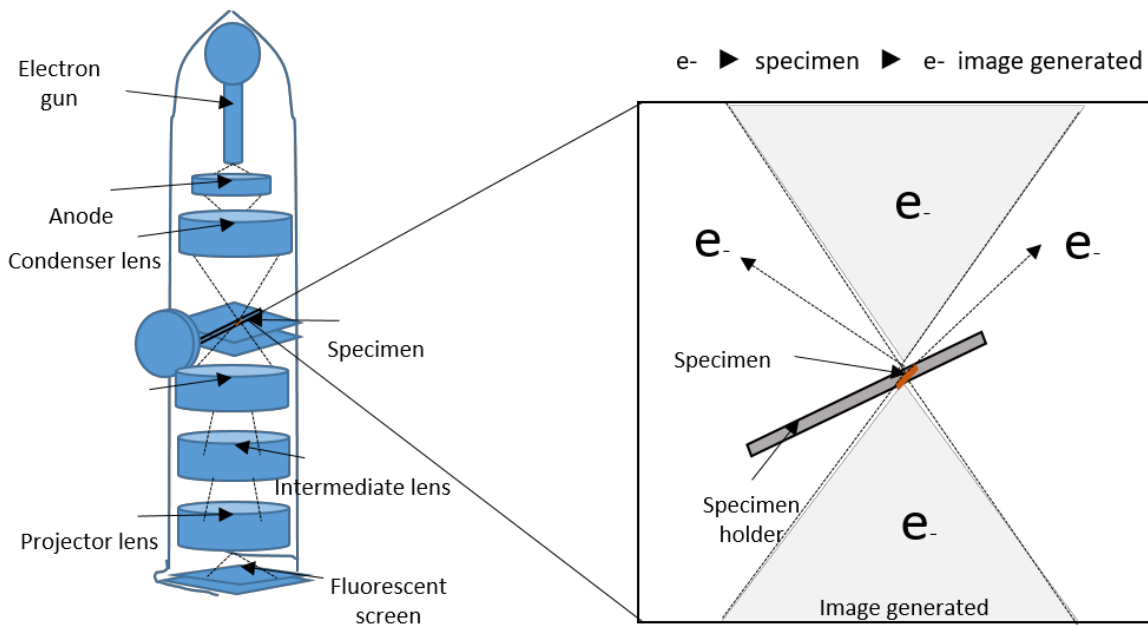 Electron
gun
Anode
Condenser lens
Specimen
Intermediate lens
Projector lens
Fluorescent
screen
e- ► specimen ► e- image generated
e-
e-
e-
Specimen
Specimen
holder
e-
Image generated